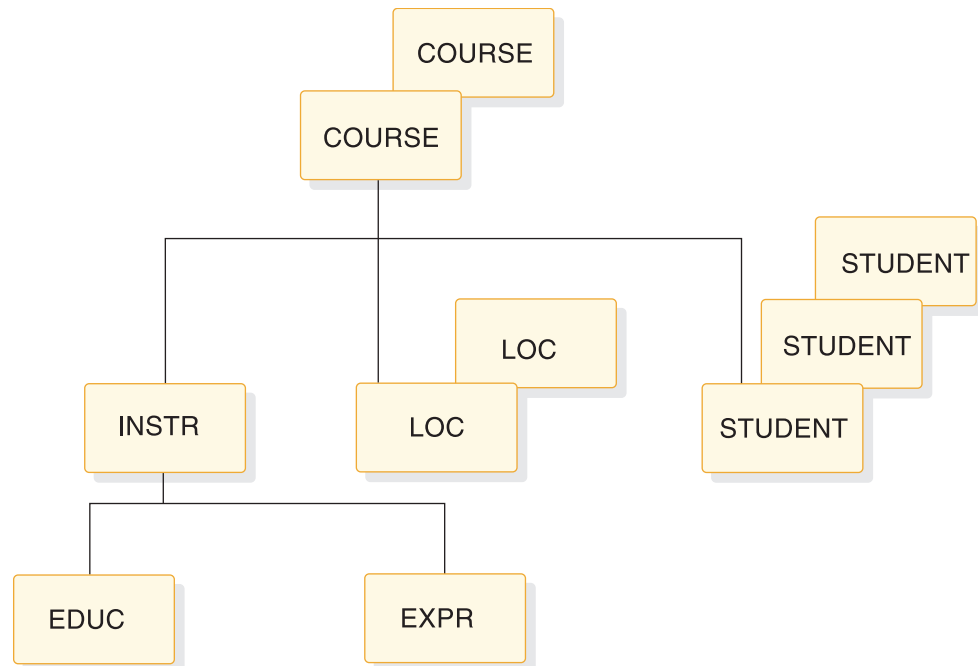 COURSE
COURSE
STUDENT
LOC
STUDENT
INSTR
LOC
STUDENT
EDUC
EXPR